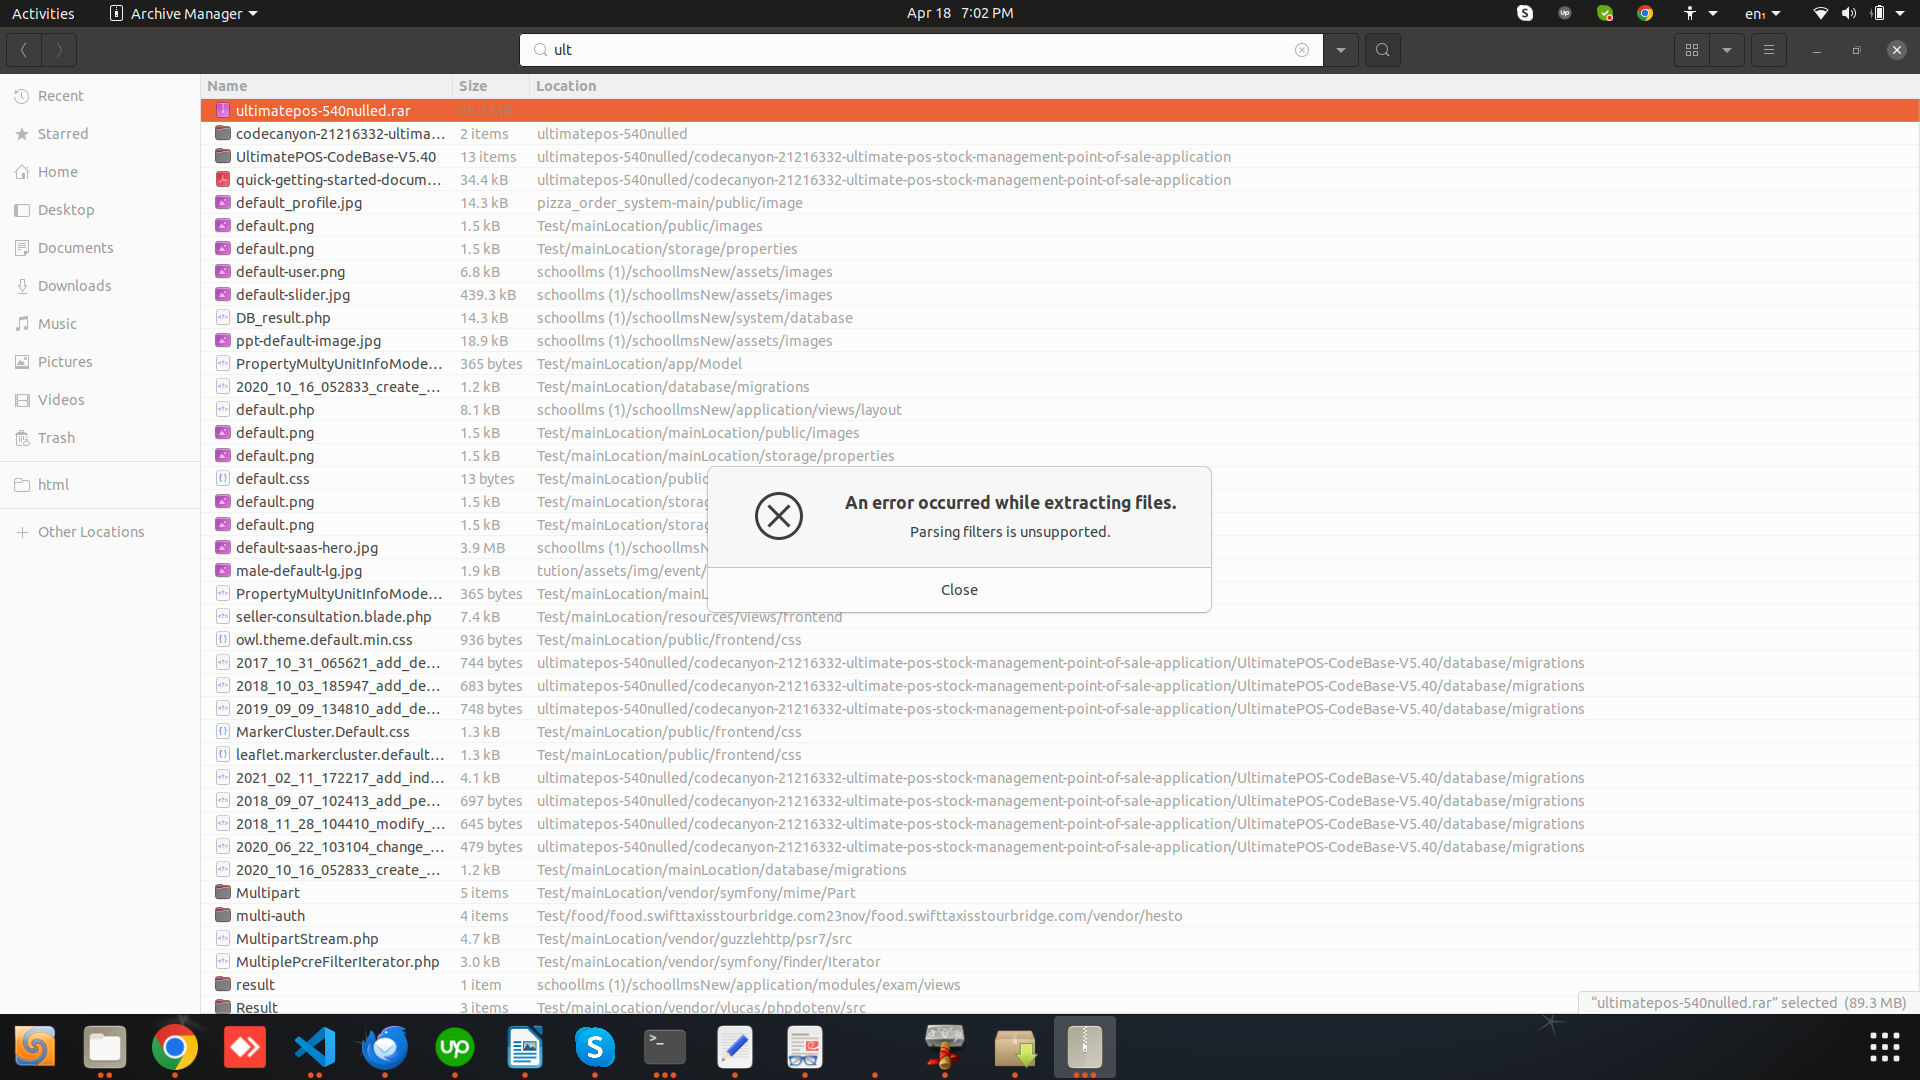 Activities Archive Manager Apr 18 7:02 PM en₁
ult
Name Size Location
Recent
Starred
Home
Desktop
Documents
Downloads
Music
Pictures
Videos
Trash
html
Other Locations
ultimatepos-540nulled.rar 89.3 MB
codecanyon-21216332-ultima... 2 items ultimatepos-540nulled
UltimatePOS-CodeBase-V5.40 13 items ultimatepos-540nulled/codecanyon-21216332-ultimate-pos-stock-management-point-of-sale-application
quick-getting-started-docum... 34.4 kB ultimatepos-540nulled/codecanyon-21216332-ultimate-pos-stock-management-point-of-sale-application
default_profile.jpg 14.3 kB pizza_order_system-main/public/image
default.png 1.5 kB Test/mainLocation/public/images
default.png 1.5 kB Test/mainLocation/storage/properties
default-user.png 6.8 kB schoollms (1)/schoollmsNew/assets/images
default-slider.jpg 439.3 kB schoollms (1)/schoollmsNew/assets/images
DB_result.php 14.3 kB schoollms (1)/schoollmsNew/system/database
ppt-default-image.jpg 18.9 kB schoollms (1)/schoollmsNew/assets/images
PropertyMultyUnitInfoMode... 365 bytes Test/mainLocation/app/Model
2020_10_16_052833_create_... 1.2 kB Test/mainLocation/database/migrations
default.php 8.1 kB schoollms (1)/schoollmsNew/application/views/layout
default.png 1.5 kB Test/mainLocation/mainLocation/public/images
default.png 1.5 kB Test/mainLocation/mainLocation/storage/properties
default.css 13 bytes Test/mainLocation/public
default.png 1.5 kB Test/mainLocation/storag
default.png 1.5 kB Test/mainLocation/storag
default-saas-hero.jpg 3.9 MB schoollms (1)/schoollmsN
male-default-lg.jpg 1.9 kB tution/assets/img/event/
PropertyMultyUnitInfoMode... 365 bytes Test/mainLocation/mainL
seller-consultation.blade.php 7.4 kB Test/mainLocation/resources/views/frontend
owl.theme.default.min.css 936 bytes Test/mainLocation/public/frontend/css
2017_10_31_065621_add_de... 744 bytes ultimatepos-540nulled/codecanyon-21216332-ultimate-pos-stock-management-point-of-sale-application/UltimatePOS-CodeBase-V5.40/database/migrations
2018_10_03_185947_add_de... 683 bytes ultimatepos-540nulled/codecanyon-21216332-ultimate-pos-stock-management-point-of-sale-application/UltimatePOS-CodeBase-V5.40/database/migrations
2019_09_09_134810_add_de... 748 bytes ultimatepos-540nulled/codecanyon-21216332-ultimate-pos-stock-management-point-of-sale-application/UltimatePOS-CodeBase-V5.40/database/migrations
MarkerCluster.Default.css 1.3 kB Test/mainLocation/public/frontend/css
leaflet.markercluster.default... 1.3 kB Test/mainLocation/public/frontend/css
2021_02_11_172217_add_ind... 4.1 kB ultimatepos-540nulled/codecanyon-21216332-ultimate-pos-stock-management-point-of-sale-application/UltimatePOS-CodeBase-V5.40/database/migrations
2018_09_07_102413_add_pe... 697 bytes ultimatepos-540nulled/codecanyon-21216332-ultimate-pos-stock-management-point-of-sale-application/UltimatePOS-CodeBase-V5.40/database/migrations
2018_11_28_104410_modify_... 645 bytes ultimatepos-540nulled/codecanyon-21216332-ultimate-pos-stock-management-point-of-sale-application/UltimatePOS-CodeBase-V5.40/database/migrations
2020_06_22_103104_change_... 479 bytes ultimatepos-540nulled/codecanyon-21216332-ultimate-pos-stock-management-point-of-sale-application/UltimatePOS-CodeBase-V5.40/database/migrations
2020_10_16_052833_create_... 1.2 kB Test/mainLocation/mainLocation/database/migrations
Multipart 5 items Test/mainLocation/vendor/symfony/mime/Part
multi-auth 4 items Test/food/food.swifttaxisstourbridge.com23nov/food.swifttaxisstourbridge.com/vendor/hesto
MultipartStream.php 4.7 kB Test/mainLocation/vendor/guzzlehttp/psr7/src
MultiplePcreFilterIterator.php 3.0 kB Test/mainLocation/vendor/symfony/finder/Iterator
result 1 item schoollms (1)/schoollmsNew/application/modules/exam/views
Result 3 items Test/mainLocation/vendor/vlucas/phpdotenv/src
An error occurred while extracting files.
Parsing filters is unsupported.
Close
"ultimatepos-540nulled.rar" selected (89.3 MB)